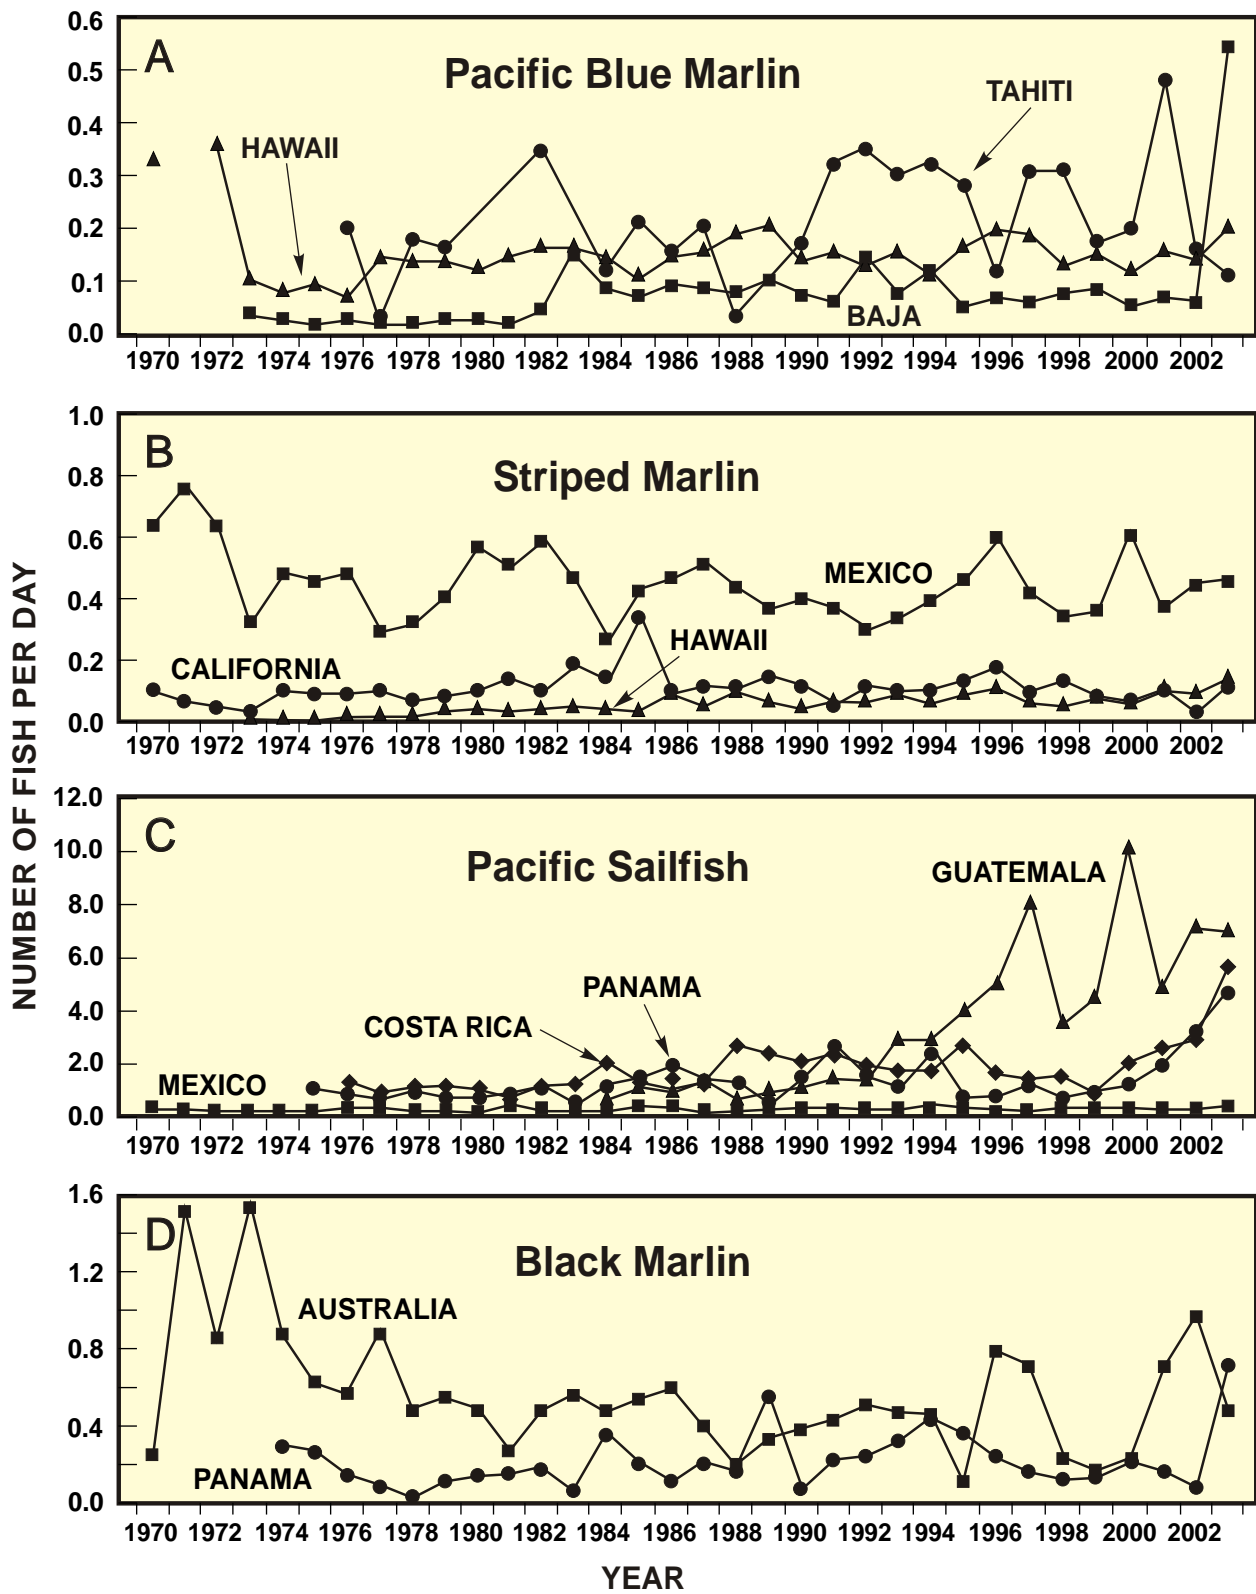 NUMBER OF FISH PER DAY
A
Pacific Blue Marlin
TAHITI
HAWAII
BAJA
0.6
0.5
0.4
0.3
0.2
0.1
0.0
1970 1972 1974 1976 1978 1980 1982 1984 1986 1988 1990 1992 1994 1996 1998 2000 2002
B
Striped Marlin
MEXICO
HAWAII
CALIFORNIA
1.0
0.8
0.6
0.4
0.2
0.0
1970 1972 1974 1976 1978 1980 1982 1984 1986 1988 1990 1992 1994 1996 1998 2000 2002
C
Pacific Sailfish
GUATEMALA
PANAMA
COSTA RICA
MEXICO
12.0
10.0
8.0
6.0
4.0
2.0
0.0
1970 1972 1974 1976 1978 1980 1982 1984 1986 1988 1990 1992 1994 1996 1998 2000 2002
D
Black Marlin
AUSTRALIA
PANAMA
1.6
1.2
0.8
0.4
0.0
1970 1972 1974 1976 1978 1980 1982 1984 1986 1988 1990 1992 1994 1996 1998 2000 2002
YEAR